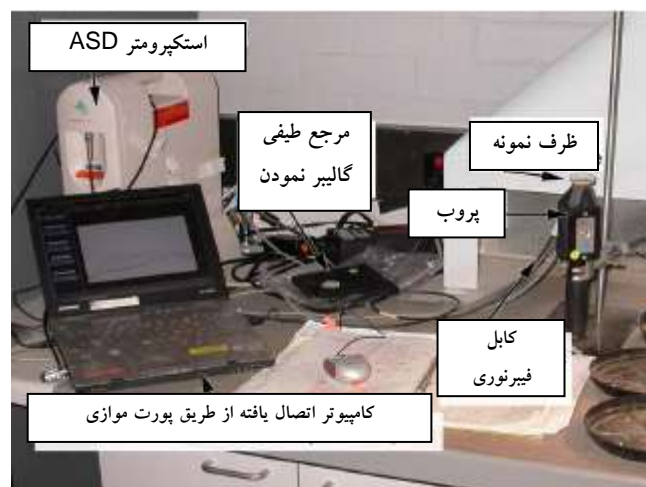 استکپرومتر ASD
مرجع طیفی
گالیبر نمودن
ظرف نمونه
پروب
کابل
فیبرنوری
کامپیوتر اتصال یافته از طریق پورت موازی